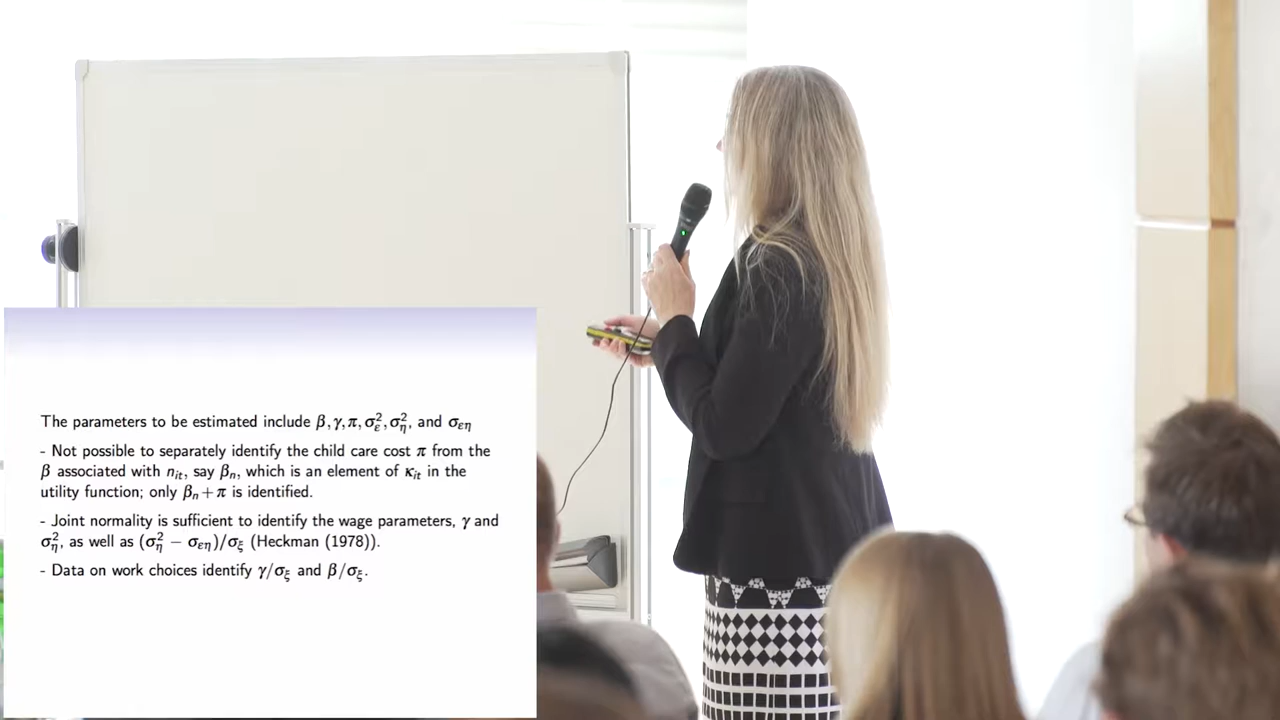 The parameters to be estimated include β, γ, π, σ²_ε, σ²_η, and σ_εη
- Not possible to separately identify the child care cost π from the
β associated with n_it, say β_n, which is an element of κ_it in the
utility function; only β_n + π is identified.
- Joint normality is sufficient to identify the wage parameters, γ and
σ²_η, as well as (σ²_η − σ_εη)/σ_ξ (Heckman (1978)).
- Data on work choices identify γ/σ_ξ and β/σ_ξ.